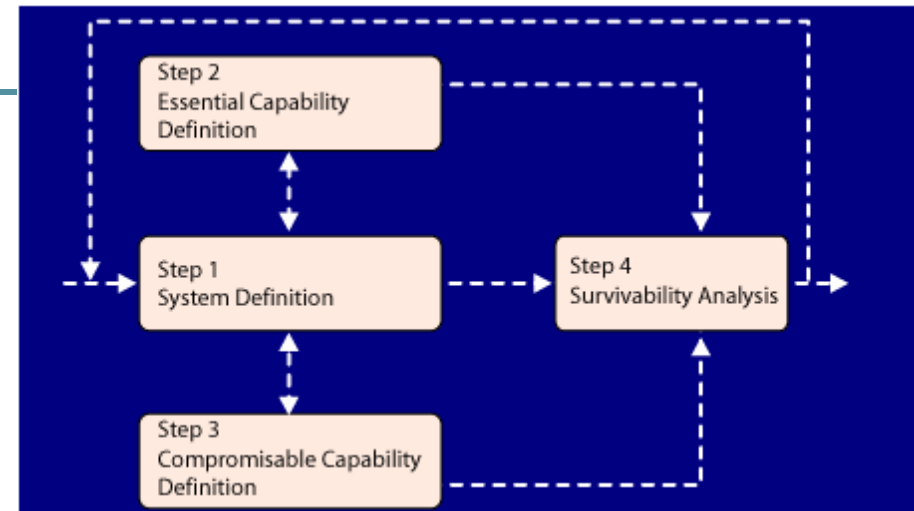 Step 2
Essential Capability
Definition
Step 1
System Definition
Step 4
Survivability Analysis
Step 3
Compromisable Capability
Definition